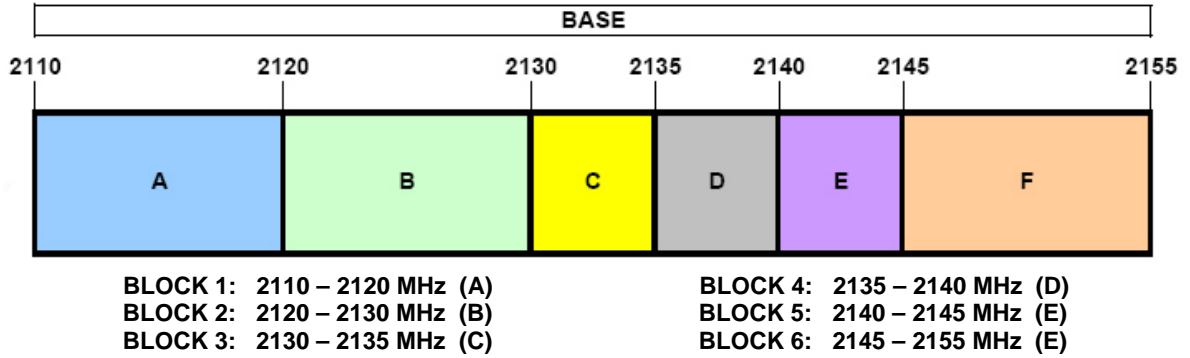 BASE
2110 2120 2130 2135 2140 2145 2155
A B C D E F
BLOCK 1: 2110 – 2120 MHz (A)
BLOCK 2: 2120 – 2130 MHz (B)
BLOCK 3: 2130 – 2135 MHz (C)
BLOCK 4: 2135 – 2140 MHz (D)
BLOCK 5: 2140 – 2145 MHz (E)
BLOCK 6: 2145 – 2155 MHz (E)